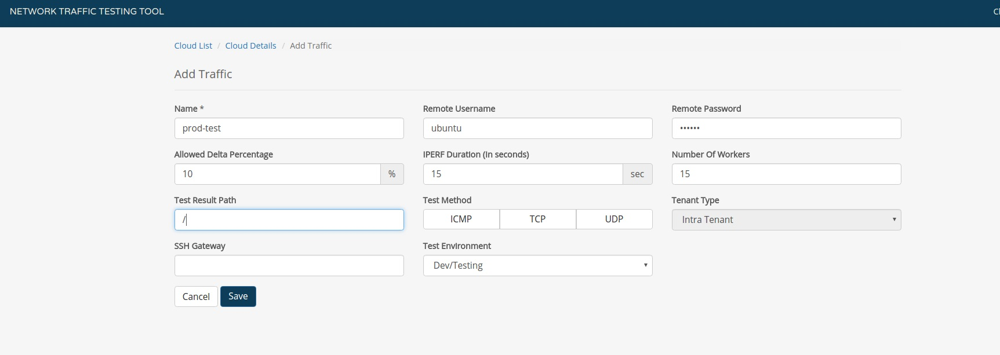 NETWORK TRAFFIC TESTING TOOL
Cloud List / Cloud Details / Add Traffic
Add Traffic
Name * Remote Username Remote Password
prod-test ubuntu ••••••
Allowed Delta Percentage IPERF Duration (In seconds) Number Of Workers
10 % 15 sec 15
Test Result Path Test Method Tenant Type
/ ICMP TCP UDP Intra Tenant
SSH Gateway Test Environment
Dev/Testing
Cancel Save